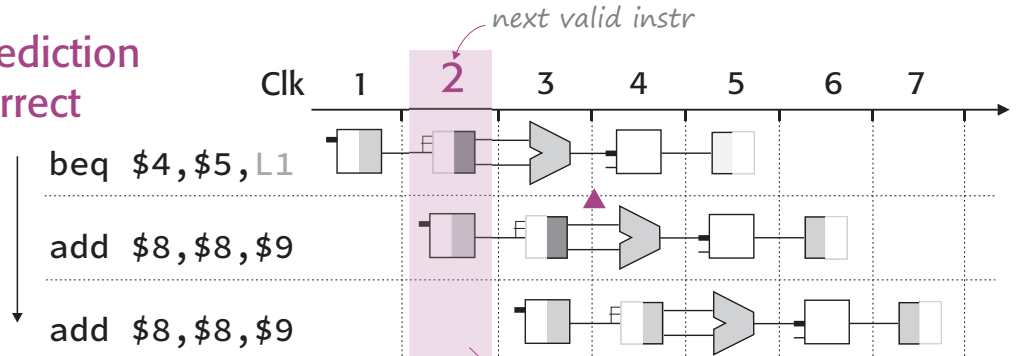 next valid instr
ediction
rrect
Clk 1 2 3 4 5 6 7
beq $4,$5,L1
add $8,$8,$9
add $8,$8,$9